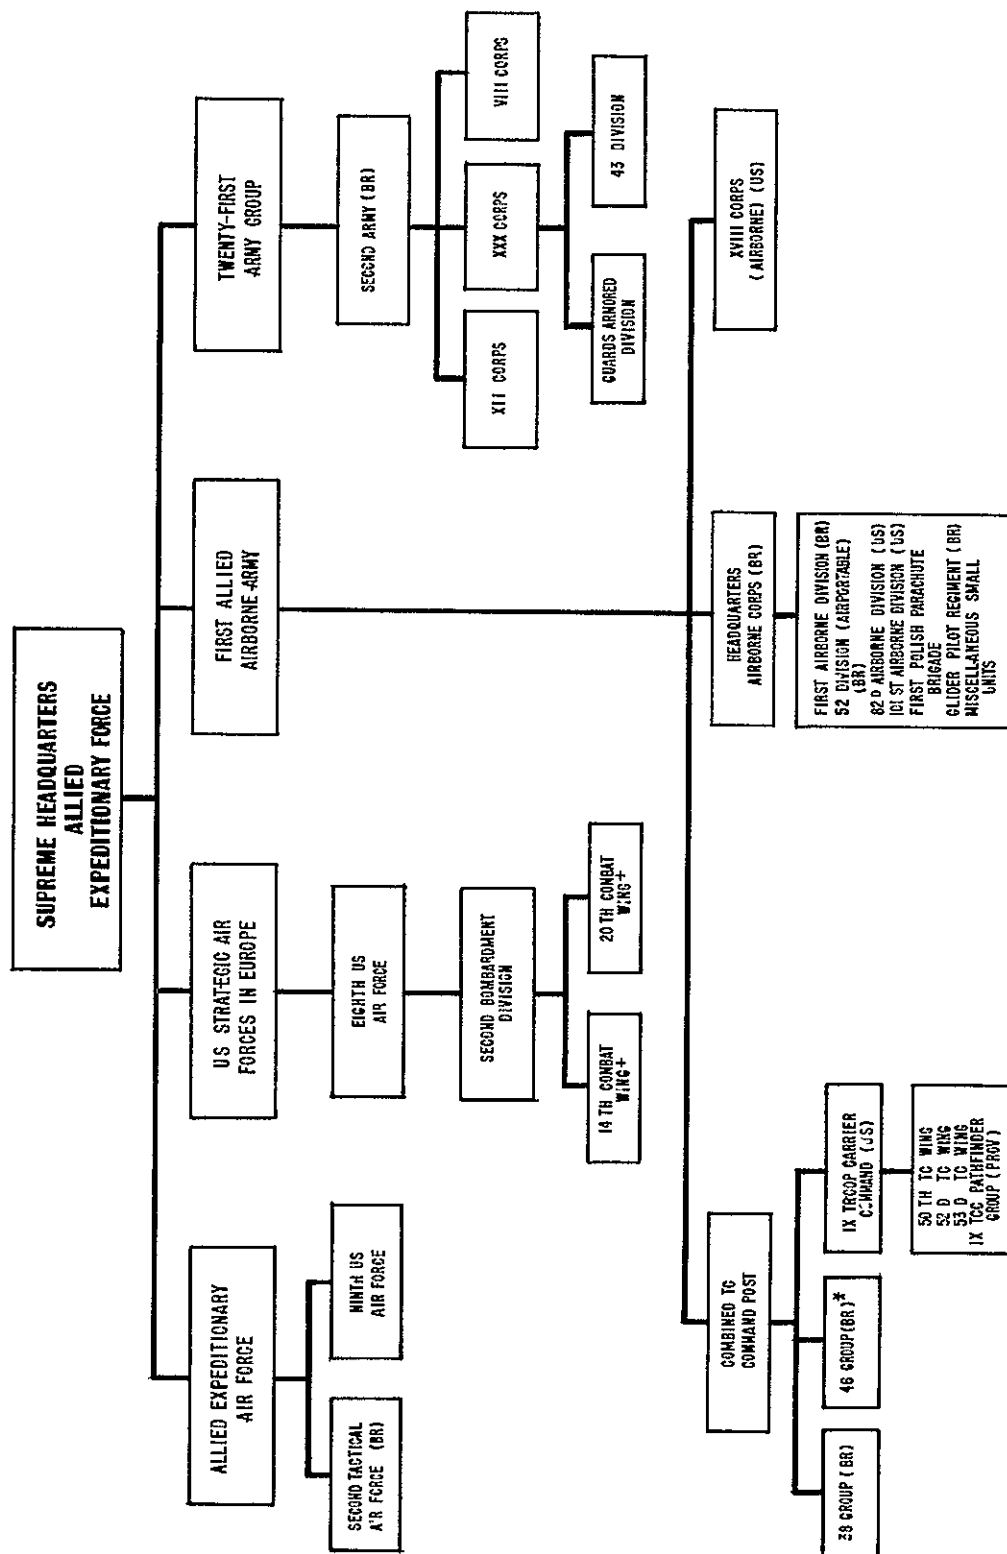 SUPREME HEADQUARTERS
ALLIED
EXPEDITIONARY FORCE
ALLIED EXPEDITIONARY
AIR FORCE
US STRATEGIC AIR
FORCES IN EUROPE
FIRST ALLIED
AIRBORNE ARMY
TWENTY-FIRST
ARMY GROUP
SECOND TACTICAL
AIR FORCE (BR)
NINTH US
AIR FORCE
EIGHTH US
AIR FORCE
SECOND ARMY (BR)
SECOND BOMBARDMENT
DIVISION
XII CORPS
XXX CORPS
VIII CORPS
14 TH COMBAT
WING+
20 TH COMBAT
WING+
GUARDS ARMORED
DIVISION
43 DIVISION
COMBINED TC
COMMAND POST
HEADQUARTERS
AIRBORNE CORPS (BR)
XVIII CORPS
(AIRBORNE) (US)
38 GROUP (BR)
46 GROUP (BR)*
IX TROOP CARRIER
COMMAND (US)
FIRST AIRBORNE DIVISION (BR)
52 DIVISION (AIRPORTABLE)
(BR)
82 D AIRBORNE DIVISION (US)
101 ST AIRBORNE DIVISION (US)
FIRST POLISH PARACHUTE
BRIGADE
GLIDER PILOT REGIMENT (BR)
MISCELLANEOUS SMALL
UNITS
50 TH TC WING
52 D TC WING
53 D TC WING
IX TCC PATHFINDER
GROUP (PROV)